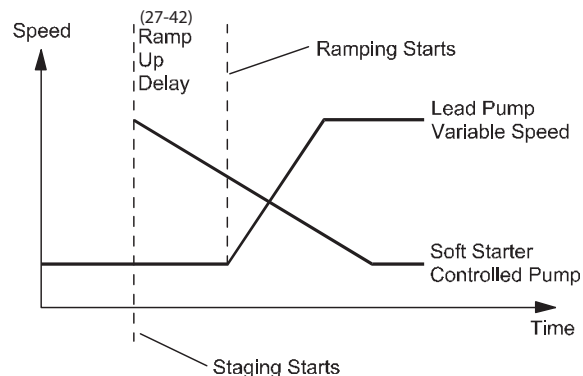 (27-42)
Speed
Ramp
Up
Delay
Ramping Starts
Lead Pump
Variable Speed
Soft Starter
Controlled Pump
Time
Staging Starts